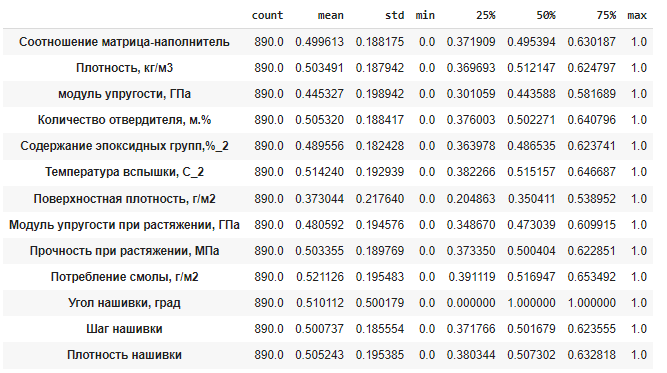 count mean std min 25% 50% 75% max
Соотношение матрица-наполнитель 890.0 0.499613 0.188175 0.0 0.371909 0.495394 0.630187 1.0
Плотность, кг/м3 890.0 0.503491 0.187942 0.0 0.369693 0.512147 0.624797 1.0
модуль упругости, ГПа 890.0 0.445327 0.198942 0.0 0.301059 0.443588 0.581689 1.0
Количество отвердителя, м.% 890.0 0.505320 0.188417 0.0 0.376003 0.502271 0.640796 1.0
Содержание эпоксидных групп,%_2 890.0 0.489556 0.182428 0.0 0.363978 0.486535 0.623741 1.0
Температура вспышки, С_2 890.0 0.514240 0.192939 0.0 0.382266 0.515157 0.646687 1.0
Поверхностная плотность, г/м2 890.0 0.373044 0.217640 0.0 0.204863 0.350411 0.538952 1.0
Модуль упругости при растяжении, ГПа 890.0 0.480592 0.194576 0.0 0.348670 0.473039 0.609915 1.0
Прочность при растяжении, МПа 890.0 0.503355 0.189769 0.0 0.373350 0.500404 0.622851 1.0
Потребление смолы, г/м2 890.0 0.521126 0.195483 0.0 0.391119 0.516947 0.653492 1.0
Угол нашивки, град 890.0 0.510112 0.500179 0.0 0.000000 1.000000 1.000000 1.0
Шаг нашивки 890.0 0.500737 0.185554 0.0 0.371766 0.501679 0.623555 1.0
Плотность нашивки 890.0 0.505243 0.195385 0.0 0.380344 0.507302 0.632818 1.0